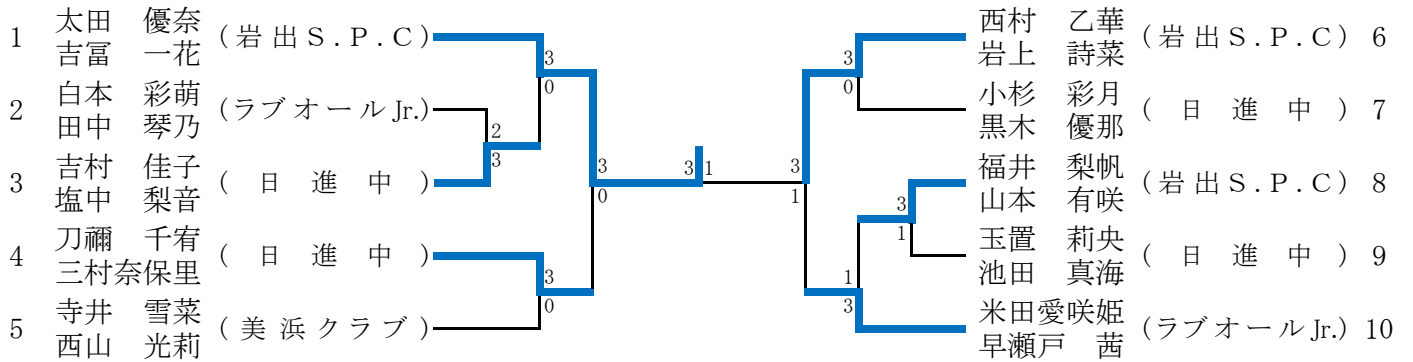 1 太田 優奈 (岩出S.P.C)
吉冨 一花
2 白本 彩萌 (ラブオールJr.)
田中 琴乃
3 吉村 佳子 (日進中)
塩中 梨音
4 刀禰 千宥 (日進中)
三村奈保里
5 寺井 雪菜 (美浜クラブ)
西山 光莉
3
0
2
3
3
0
3
0
3 1
西村 乙華 (岩出S.P.C) 6
岩上 詩菜
小杉 彩月 (日進中) 7
黒木 優那
福井 梨帆 (岩出S.P.C) 8
山本 有咲
玉置 莉央 (日進中) 9
池田 真海
米田愛咲姫 (ラブオールJr.) 10
早瀬戸 茜
3
0
3
1
3
1
1
3